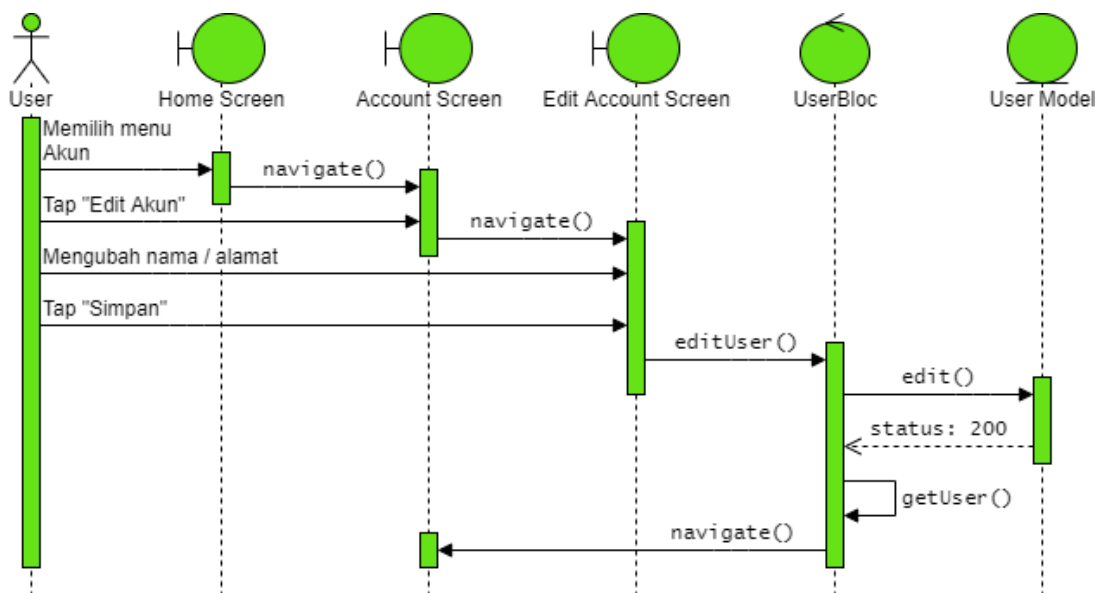 User
Home Screen
Account Screen
Edit Account Screen
UserBloc
User Model
Memilih menu
Akun
navigate()
Tap "Edit Akun"
navigate()
Mengubah nama / alamat
Tap "Simpan"
editUser()
edit()
status: 200
getUser()
navigate()